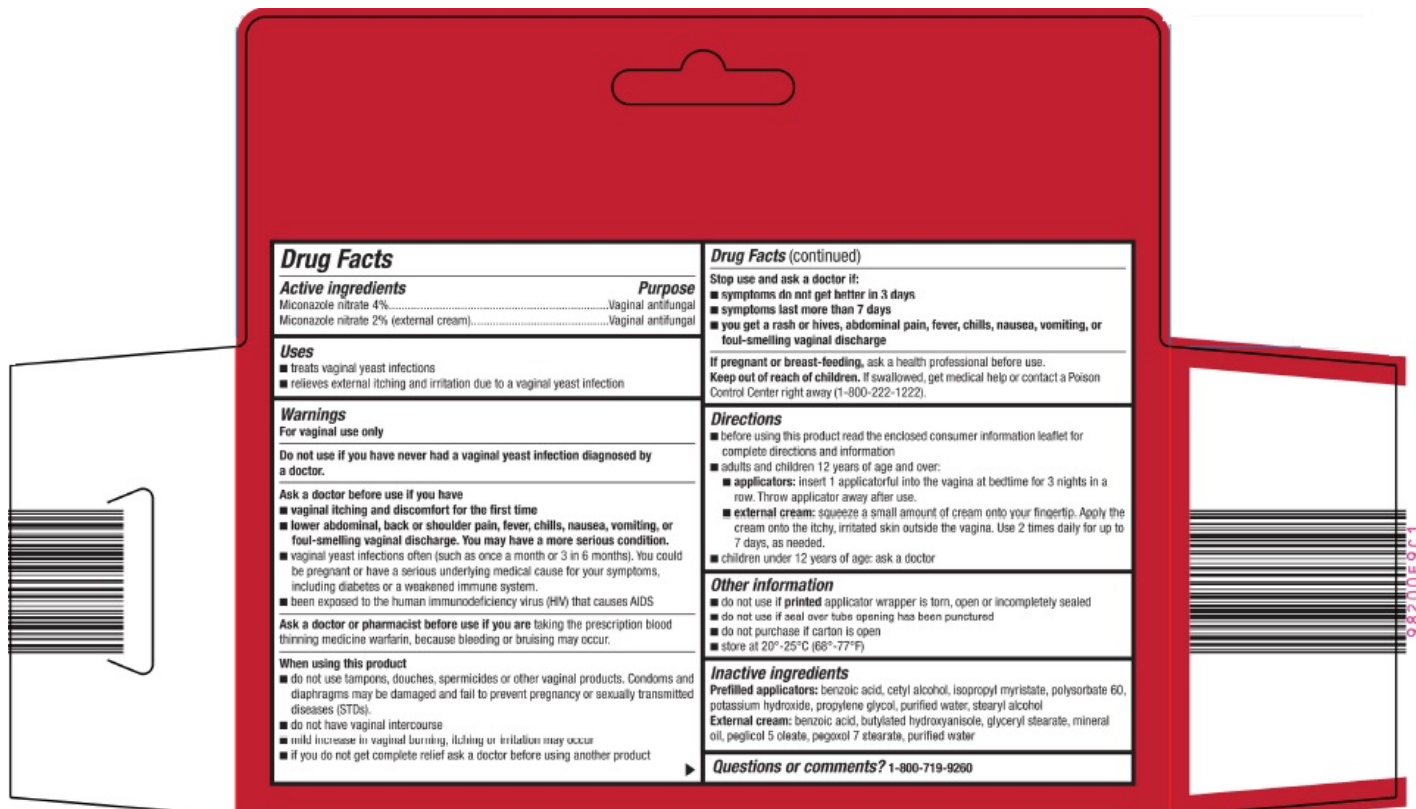 Drug Facts
Active ingredients Purpose
Miconazole nitrate 4%............................................................Vaginal antifungal
Miconazole nitrate 2% (external cream)......................................Vaginal antifungal
Uses
■ treats vaginal yeast infections
■ relieves external itching and irritation due to a vaginal yeast infection
Warnings
For vaginal use only
Do not use if you have never had a vaginal yeast infection diagnosed by
a doctor.
Ask a doctor before use if you have
■ vaginal itching and discomfort for the first time
■ lower abdominal, back or shoulder pain, fever, chills, nausea, vomiting, or
foul-smelling vaginal discharge. You may have a more serious condition.
■ vaginal yeast infections often (such as once a month or 3 in 6 months). You could
be pregnant or have a serious underlying medical cause for your symptoms,
including diabetes or a weakened immune system.
■ been exposed to the human immunodeficiency virus (HIV) that causes AIDS
Ask a doctor or pharmacist before use if you are taking the prescription blood
thinning medicine warfarin, because bleeding or bruising may occur.
When using this product
■ do not use tampons, douches, spermicides or other vaginal products. Condoms and
diaphragms may be damaged and fail to prevent pregnancy or sexually transmitted
diseases (STDs).
■ do not have vaginal intercourse
■ mild increase in vaginal burning, itching or irritation may occur
■ if you do not get complete relief ask a doctor before using another product
Drug Facts (continued)
Stop use and ask a doctor if:
■ symptoms do not get better in 3 days
■ symptoms last more than 7 days
■ you get a rash or hives, abdominal pain, fever, chills, nausea, vomiting, or
foul-smelling vaginal discharge
If pregnant or breast-feeding, ask a health professional before use.
Keep out of reach of children. If swallowed, get medical help or contact a Poison
Control Center right away (1-800-222-1222).
Directions
■ before using this product read the enclosed consumer information leaflet for
complete directions and information
■ adults and children 12 years of age and over:
■ applicators: insert 1 applicatorful into the vagina at bedtime for 3 nights in a
row. Throw applicator away after use.
■ external cream: squeeze a small amount of cream onto your fingertip. Apply the
cream onto the itchy, irritated skin outside the vagina. Use 2 times daily for up to
7 days, as needed.
■ children under 12 years of age: ask a doctor
Other information
■ do not use if printed applicator wrapper is torn, open or incompletely sealed
■ do not use if seal over tube opening has been punctured
■ do not purchase if carton is open
■ store at 20°-25°C (68°-77°F)
Inactive ingredients
Prefilled applicators: benzoic acid, cetyl alcohol, isopropyl myristate, polysorbate 60,
potassium hydroxide, propylene glycol, purified water, stearyl alcohol
External cream: benzoic acid, butylated hydroxyanisole, glyceryl stearate, mineral
oil, peglicol 5 oleate, pegoxol 7 stearate, purified water
Questions or comments? 1-800-719-9260